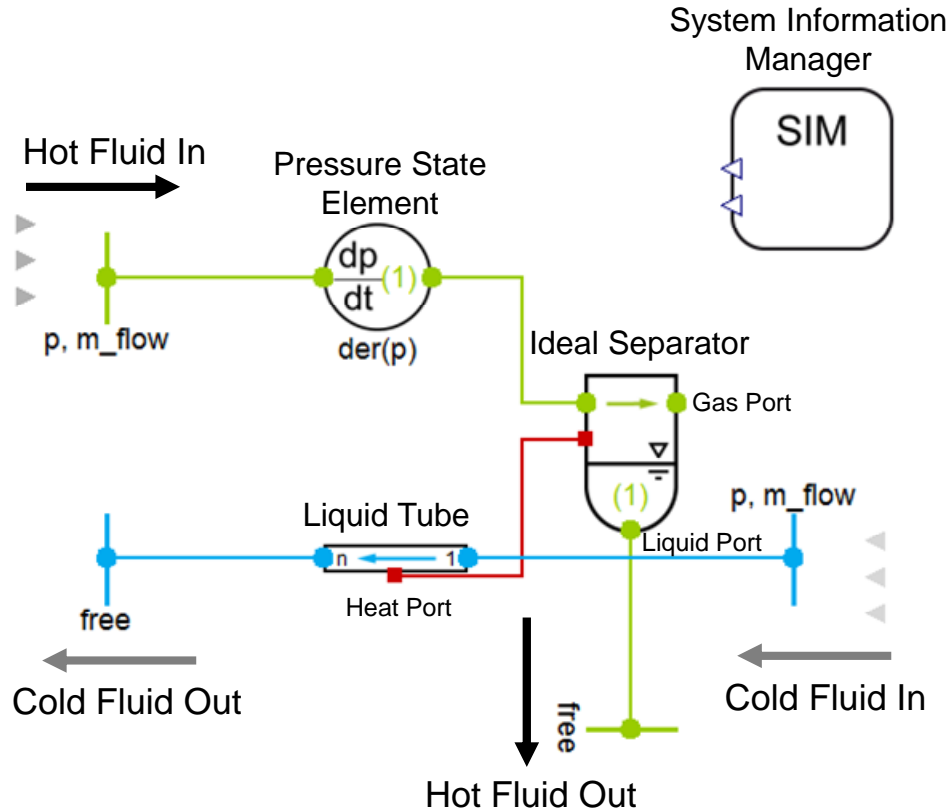 System Information
Manager
SIM
Hot Fluid In
Pressure State
Element
dp
dt
(1)
p, m_flow
der(p)
Ideal Separator
Gas Port
(1)
p, m_flow
Liquid Tube
Liquid Port
n
1
Heat Port
free
Cold Fluid Out
Cold Fluid In
free
Hot Fluid Out